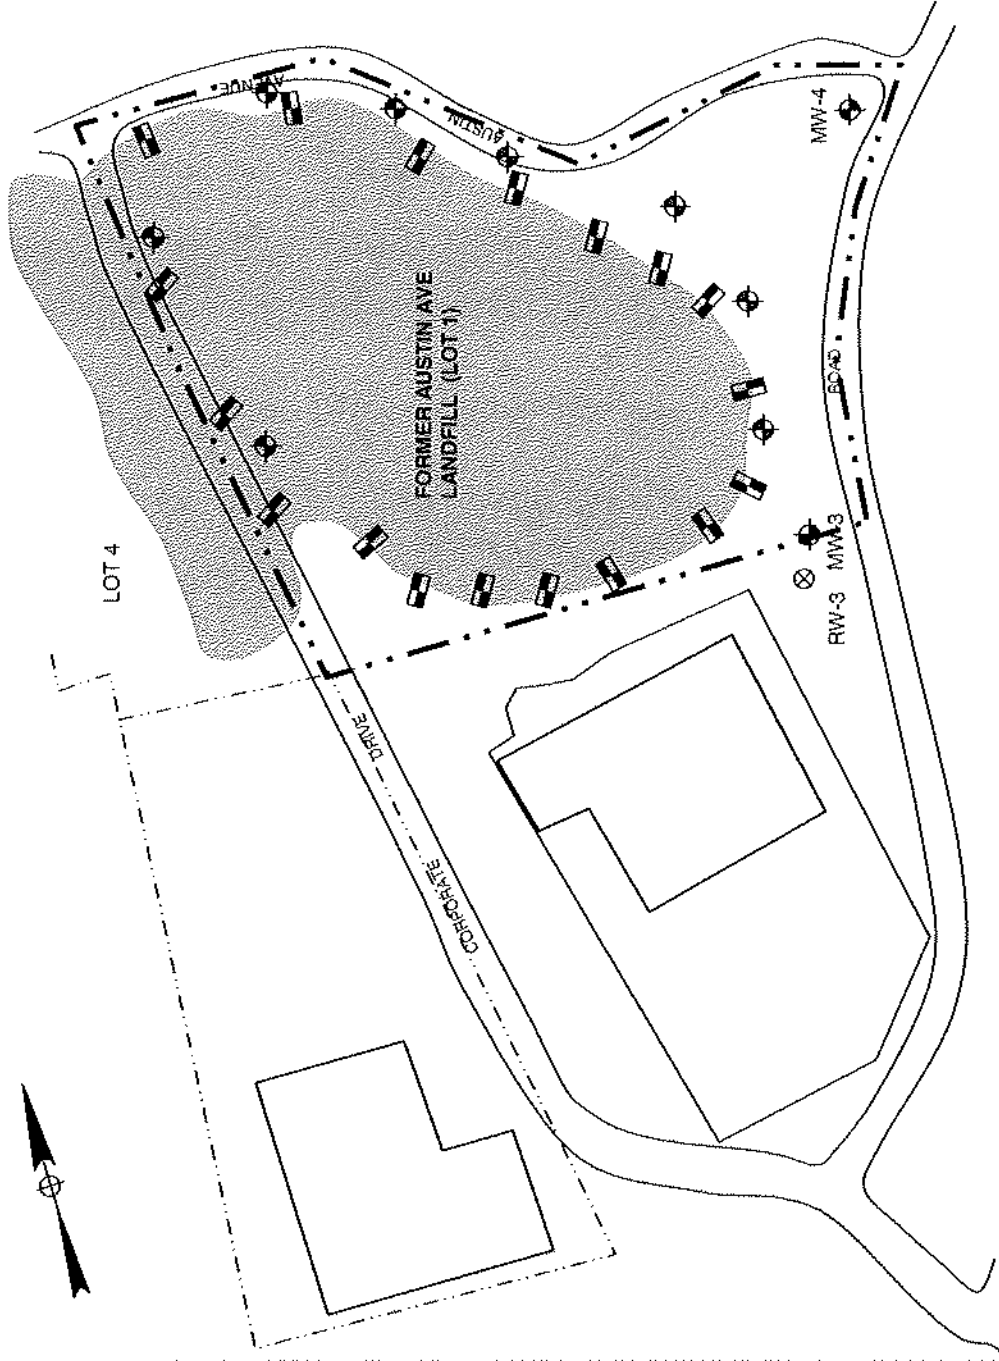 AVENUE
AUSTIN
MW-4
FORMER AUSTIN AVE
LANDFILL (LOT 1)
ROAD
LOT 4
MW-3
RW-3
DRIVE
CORPORATE